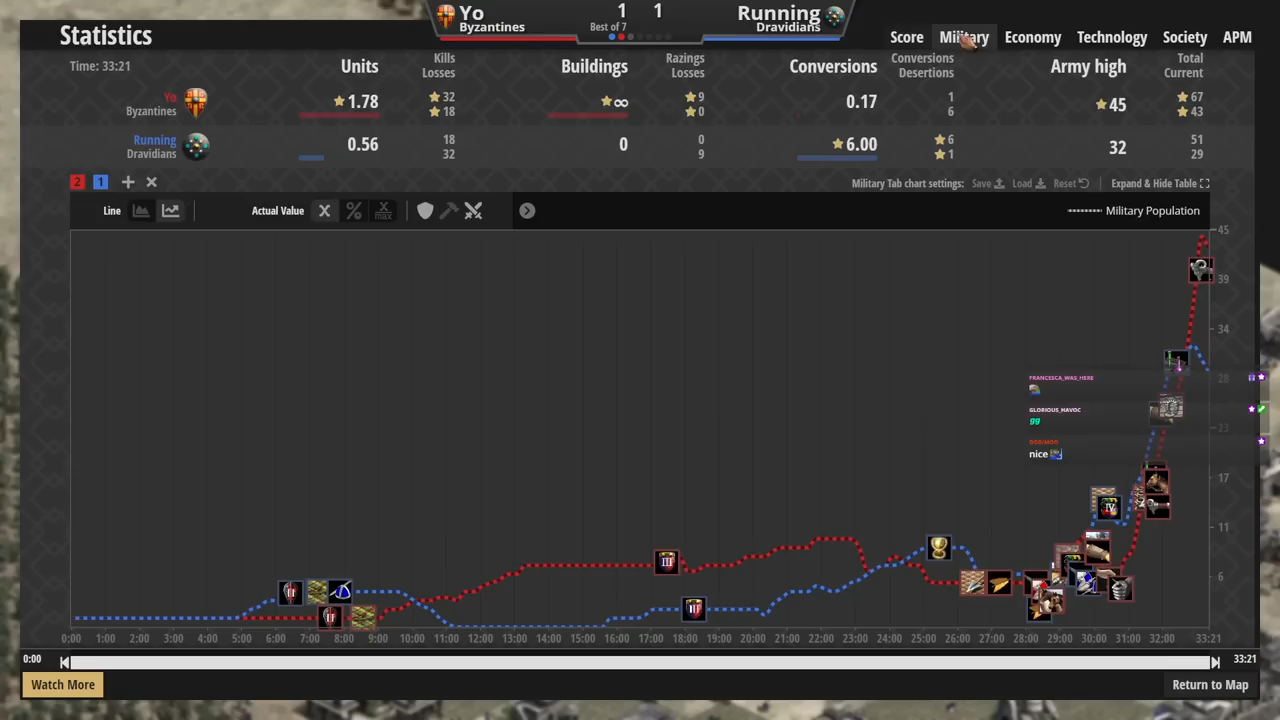 Yo
Byzantines
1 1
Best of 7
Running
Dravidians
Statistics
Score Military Economy Technology Society APM
Time: 33:21
Units
Kills
Losses
Buildings
Razings
Losses
Conversions
Conversions
Desertions
Army high
Total
Current
Yo
Byzantines
1.78
32
18
∞
9
0
0.17
1
6
45
67
43
Running
Dravidians
0.56
18
32
0
0
9
6.00
6
1
32
51
29
2 1
Military Tab chart settings: Save Load Reset Expand & Hide Table
Line Actual Value X % X max
Military Population
45
39
34
28
23
17
11
6
FRANCESCA_WAS_HERE
GLORIOUS_HAVOC
gg
nice
II
II
III
III
IV
0:00 1:00 2:00 3:00 4:00 5:00 6:00 7:00 8:00 9:00 10:00 11:00 12:00 13:00 14:00 15:00 16:00 17:00 18:00 19:00 20:00 21:00 22:00 23:00 24:00 25:00 26:00 27:00 28:00 29:00 30:00 31:00 32:00 33:21
0:00 33:21
Watch More
Return to Map